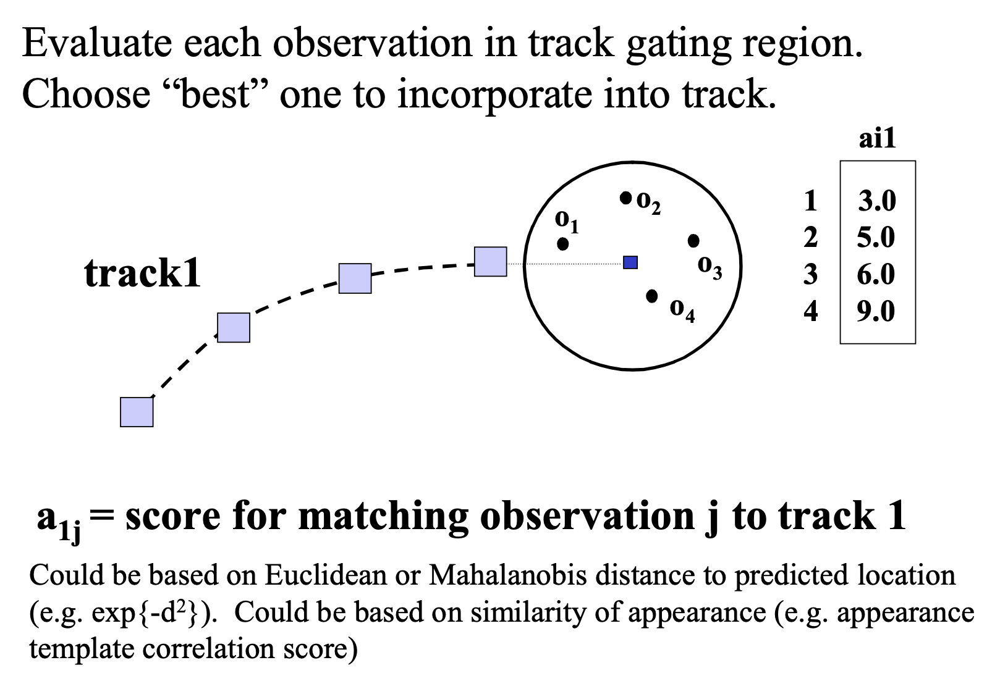 Evaluate each observation in track gating region.
Choose “best” one to incorporate into track.
ai1
1 3.0
2 5.0
3 6.0
4 9.0
o₂
o₁
o₃
o₄
track1
a₁ⱼ = score for matching observation j to track 1
Could be based on Euclidean or Mahalanobis distance to predicted location
(e.g. exp{-d²}). Could be based on similarity of appearance (e.g. appearance
template correlation score)